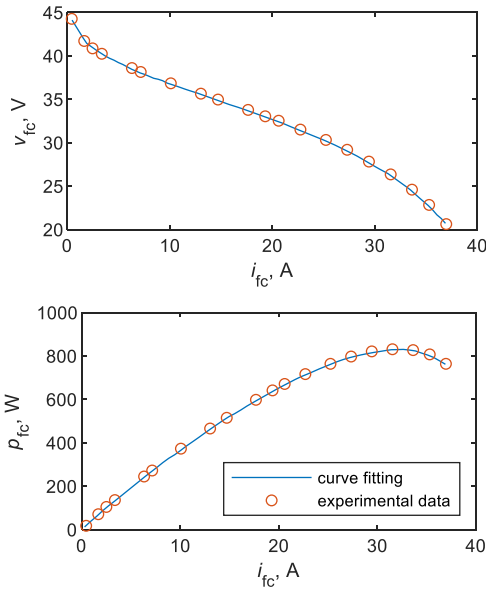 45
40
35
30
25
20
v_fc, V
0 10 20 30 40
i_fc, A
1000
800
600
400
200
0
p_fc, W
curve fitting
experimental data
0 10 20 30 40
i_fc, A